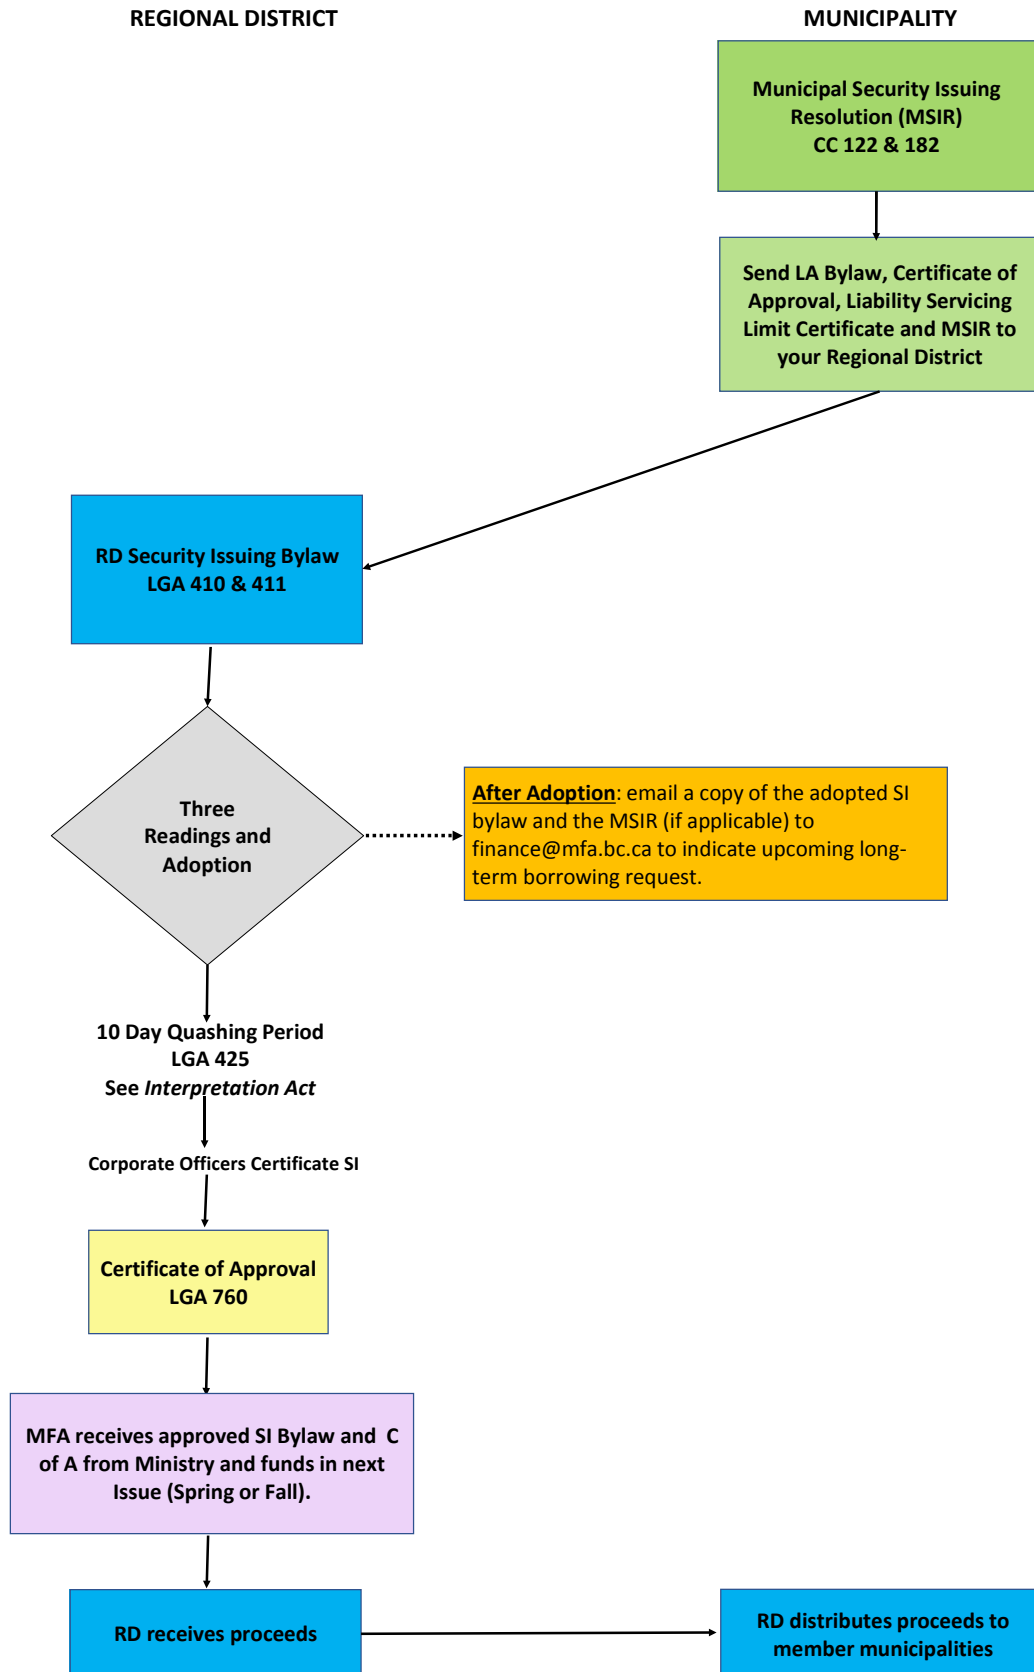 REGIONAL DISTRICT
MUNICIPALITY
Municipal Security Issuing
Resolution (MSIR)
CC 122 & 182
Send LA Bylaw, Certificate of
Approval, Liability Servicing
Limit Certificate and MSIR to
your Regional District
RD Security Issuing Bylaw
LGA 410 & 411
Three
Readings and
Adoption
After Adoption: email a copy of the adopted SI
bylaw and the MSIR (if applicable) to
finance@mfa.bc.ca to indicate upcoming long-
term borrowing request.
10 Day Quashing Period
LGA 425
See Interpretation Act
Corporate Officers Certificate SI
Certificate of Approval
LGA 760
MFA receives approved SI Bylaw and C
of A from Ministry and funds in next
Issue (Spring or Fall).
RD receives proceeds
RD distributes proceeds to
member municipalities